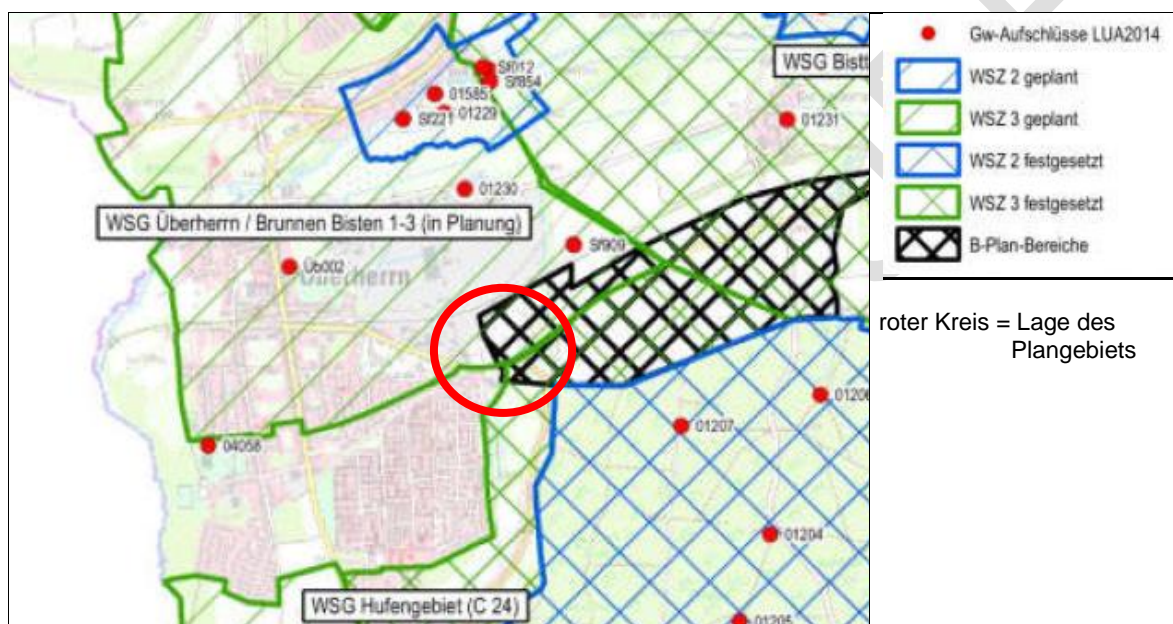 Sf012
Sf854
01585
01229
Sf221
WSG Bistt
01231
01230
WSG Überherrn / Brunnen Bisten 1-3 (in Planung)
Sf909
Üb002
Überherrn
01206
01207
04058
01204
WSG Hufengebiet (C 24)
01205
Gw-Aufschlüsse LUA2014
WSZ 2 geplant
WSZ 3 geplant
WSZ 2 festgesetzt
WSZ 3 festgesetzt
B-Plan-Bereiche
roter Kreis = Lage des
Plangebiets